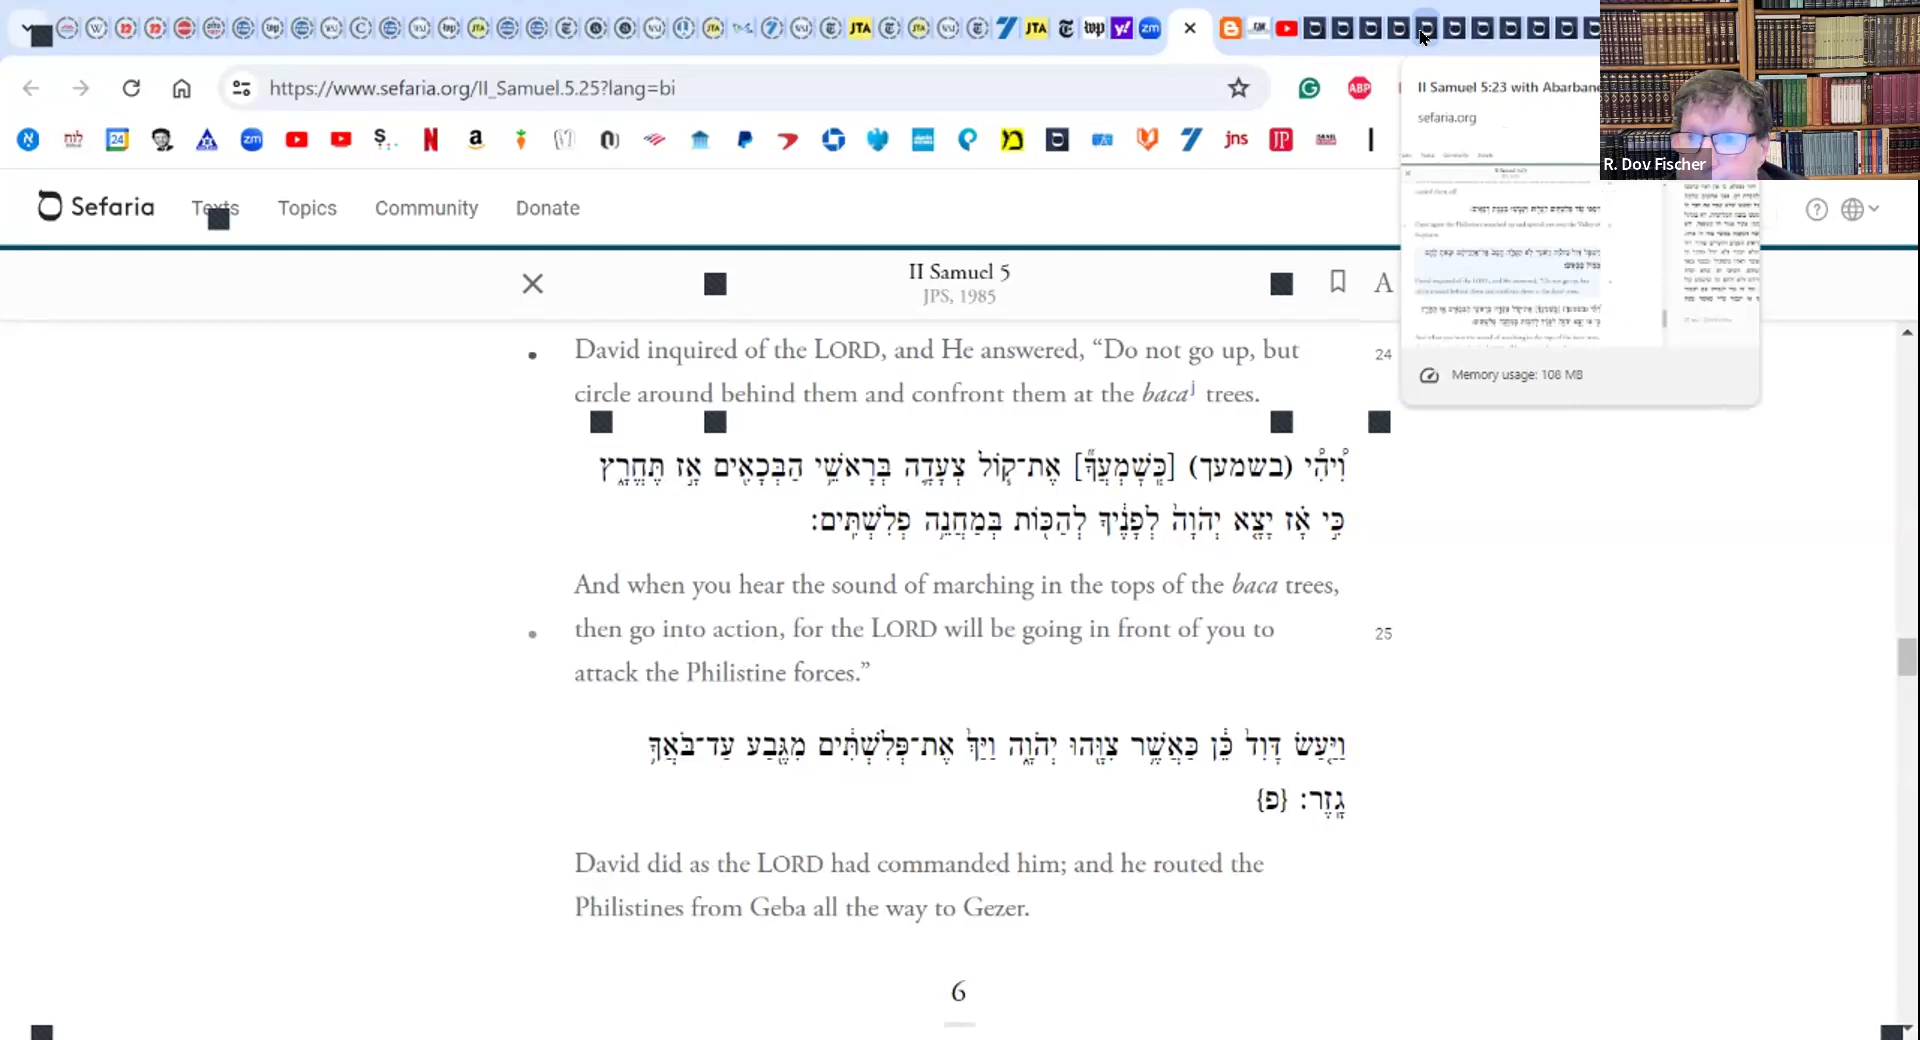 https://www.sefaria.org/II_Samuel.5.25?lang=bi
II Samuel 5:23 with Abarbane
sefaria.org
R. Dov Fischer
Sefaria Texts Topics Community Donate
II Samuel 5
JPS, 1985
A
David inquired of the LORD, and He answered, “Do not go up, but 24
circle around behind them and confront them at the baca j trees.
Memory usage: 108 MB
וִיהִ֠י (בשמעך) [כְּֽשׇׁמְעֲךָ֞] אֶת־ק֧וֹל צְעָדָ֛ה בְּרָאשֵׁ֥י הַבְּכָאִ֖ים אָ֣ז תֶּחֱרָ֑ץ
כִּ֣י אָ֗ז יָצָ֤א יְהֹוָה֙ לְפָנֶ֔יךָ לְהַכּ֖וֹת בְּמַחֲנֵ֥ה פְלִשְׁתִּֽים׃
And when you hear the sound of marching in the tops of the baca trees,
then go into action, for the LORD will be going in front of you to 25
attack the Philistine forces.”
וַיַּ֤עַשׂ דָּוִד֙ כֵּ֔ן כַּאֲשֶׁ֥ר צִוָּ֖הוּ יְהֹוָ֑ה וַיַּךְ֙ אֶת־פְּלִשְׁתִּ֔ים מִגֶּ֖בַע עַד־בֹּאֲךָ֥
גָֽזֶר׃ {פ}
David did as the LORD had commanded him; and he routed the
Philistines from Geba all the way to Gezer.
6